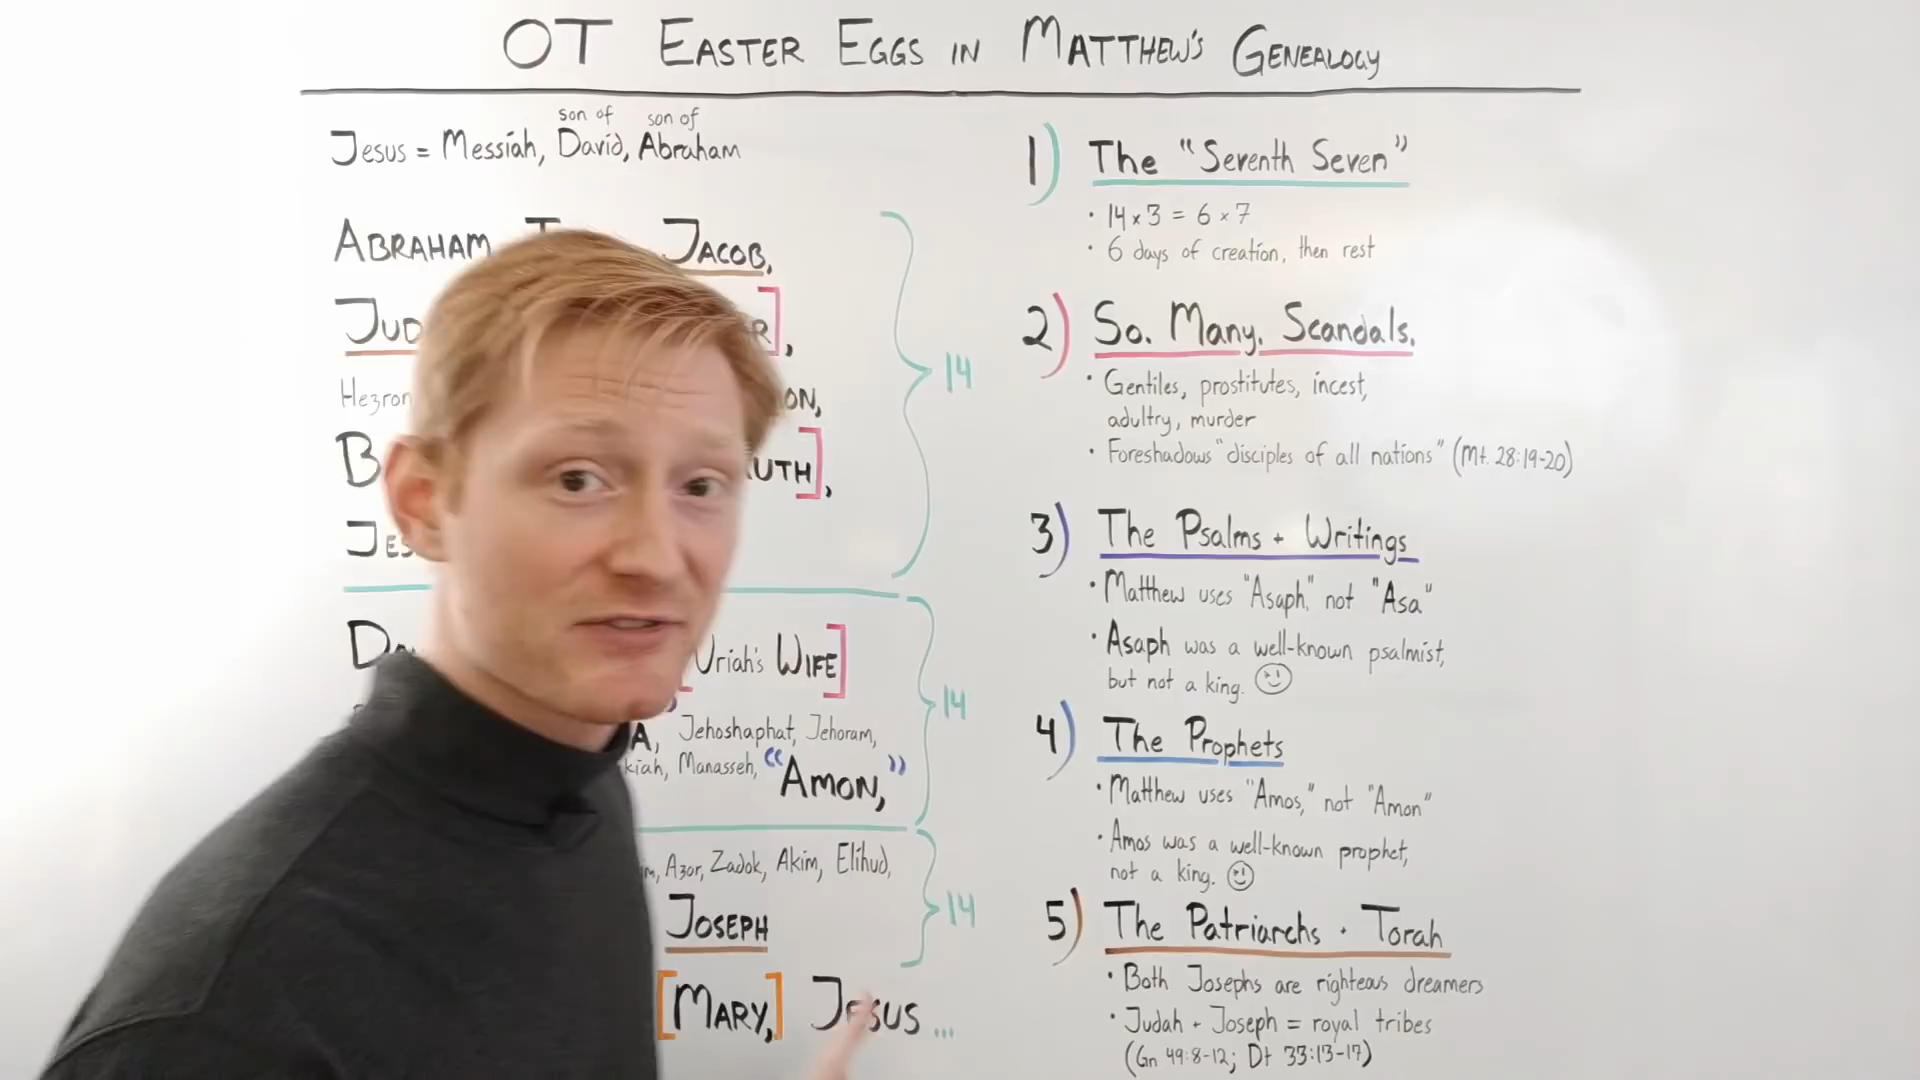 OT EASTER EGGS IN MATTHEW'S GENEALOGY
son of son of
Jesus = Messiah, David, Abraham
ABRAHAM JACOB,
JUD R],
Hezron ON,
B UTH],
JES
14
D Uriah's WIFE]
A, Jehoshaphat, Jehoram,
kiah, Manasseh, "AMON,"
14
m, Azor, Zadok, Akim, Elihud,
JOSEPH
14
[MARY,] JESUS...
1) The "Seventh Seven"
• 14 x 3 = 6 x 7
• 6 days of creation, then rest
2) So. Many. Scandals.
• Gentiles, prostitutes, incest,
adultry, murder
• Foreshadows "disciples of all nations" (Mt. 28:19-20)
3) The Psalms + Writings
• Matthew uses "Asaph," not "Asa"
• Asaph was a well-known psalmist,
but not a king.
4) The Prophets
• Matthew uses "Amos," not "Amon"
• Amos was a well-known prophet,
not a king.
5) The Patriarchs + Torah
• Both Josephs are righteous dreamers
• Judah + Joseph = royal tribes
(Gn 49:8-12; Dt 33:13-17)